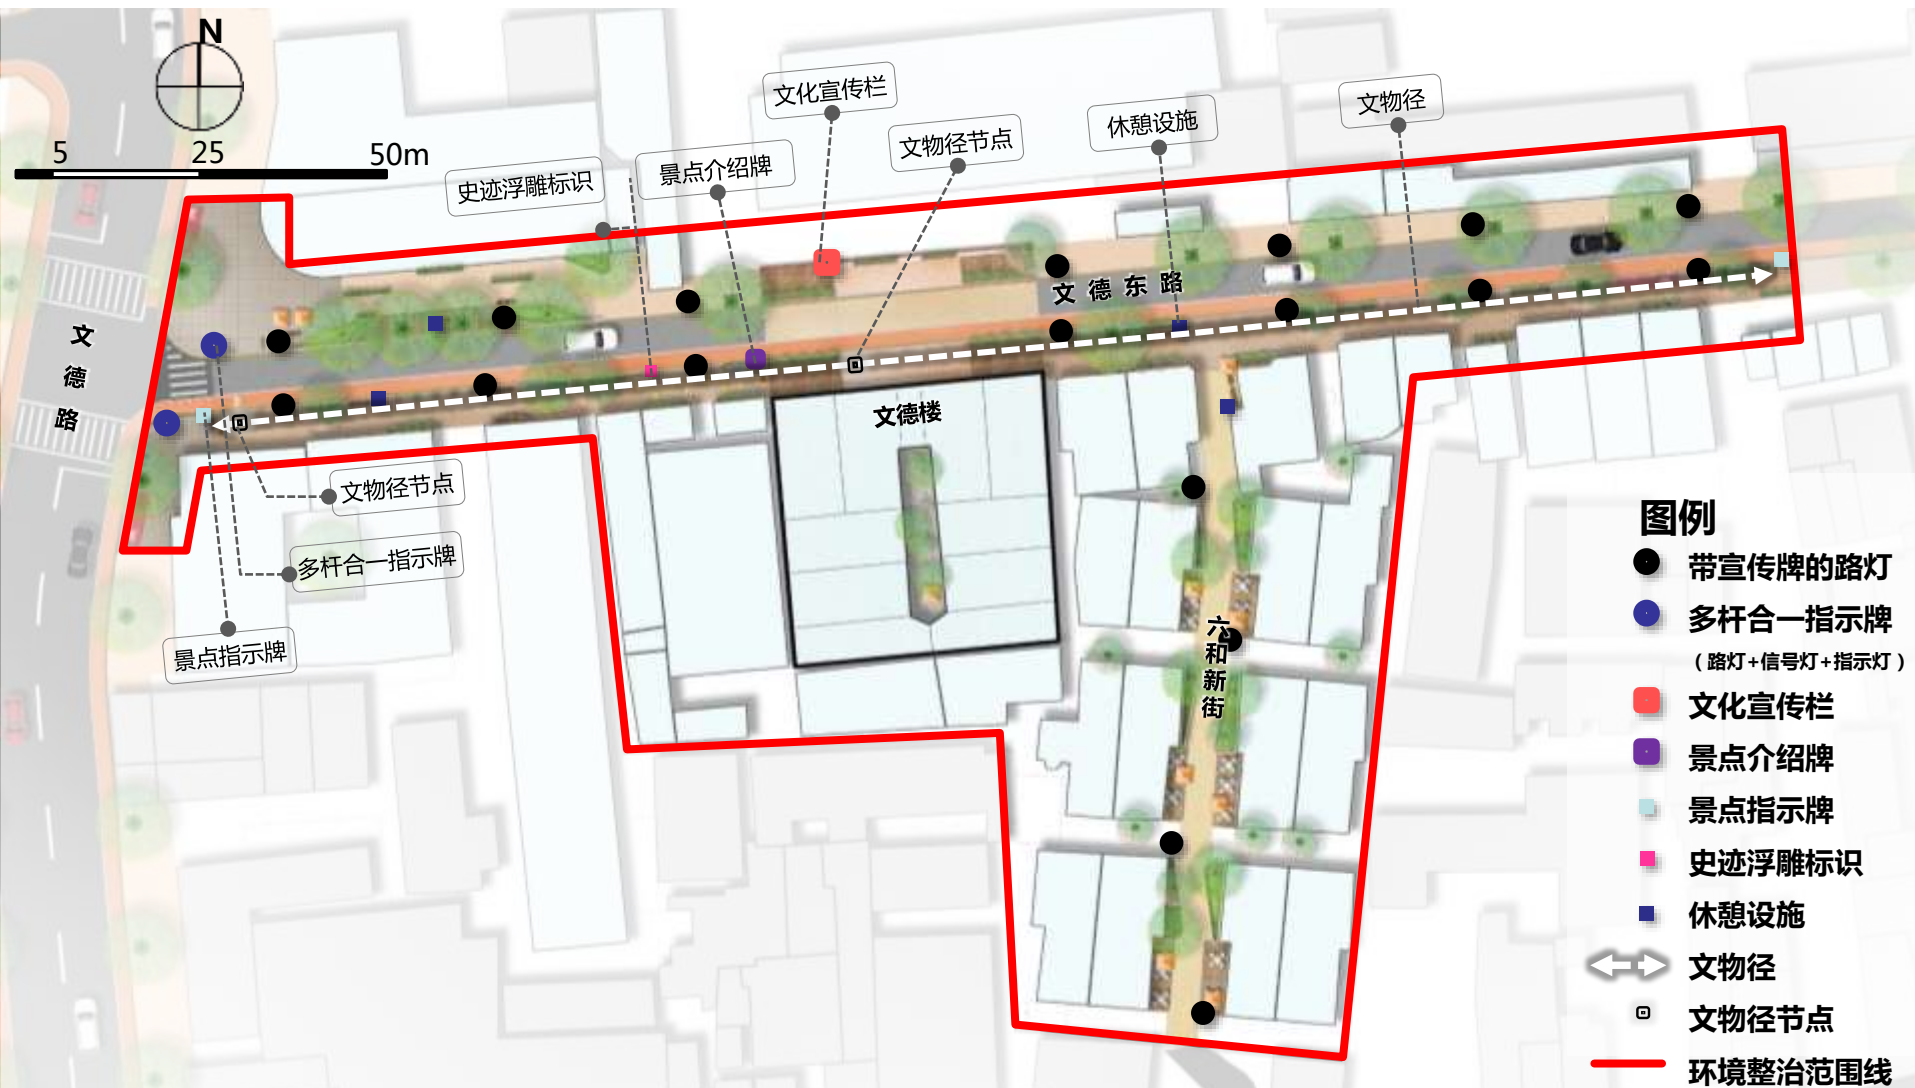 N
5 25 50m
文化宣传栏
文物径
休憩设施
文物径节点
景点介绍牌
史迹浮雕标识
文德东路
文德路
文德楼
文物径节点
多杆合一指示牌
景点指示牌
六和新街
图例
带宣传牌的路灯
多杆合一指示牌
（路灯+信号灯+指示灯）
文化宣传栏
景点介绍牌
景点指示牌
史迹浮雕标识
休憩设施
文物径
文物径节点
环境整治范围线